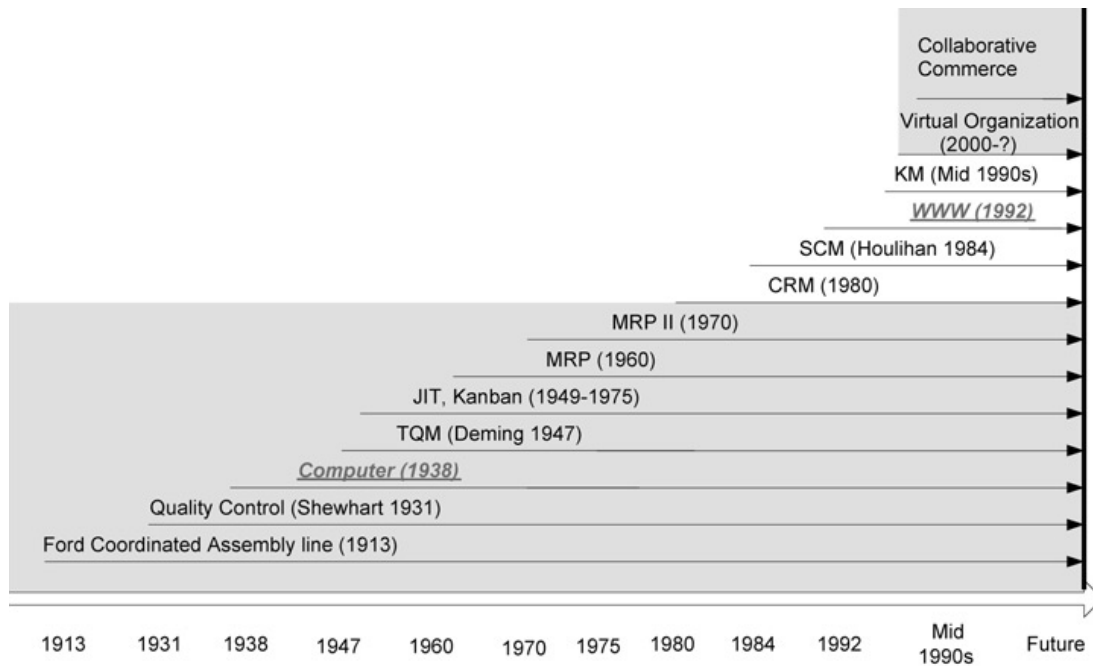 Collaborative
Commerce
Virtual Organization
(2000-?)
KM (Mid 1990s)
WWW (1992)
SCM (Houlihan 1984)
CRM (1980)
MRP II (1970)
MRP (1960)
JIT, Kanban (1949-1975)
TQM (Deming 1947)
Computer (1938)
Quality Control (Shewhart 1931)
Ford Coordinated Assembly line (1913)
1913 1931 1938 1947 1960 1970 1975 1980 1984 1992 Mid 1990s Future